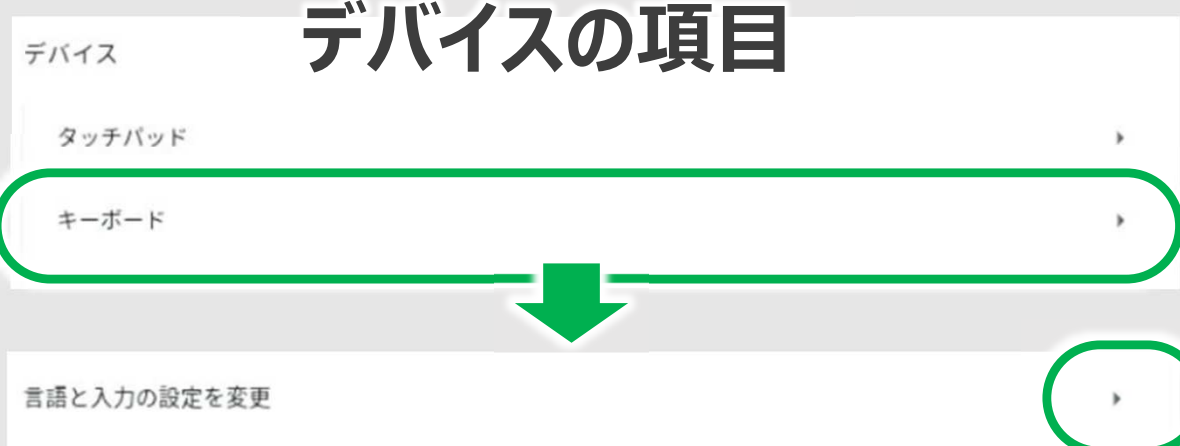 デバイスの項目
デバイス
タッチパッド
キーボード
言語と入力の設定を変更